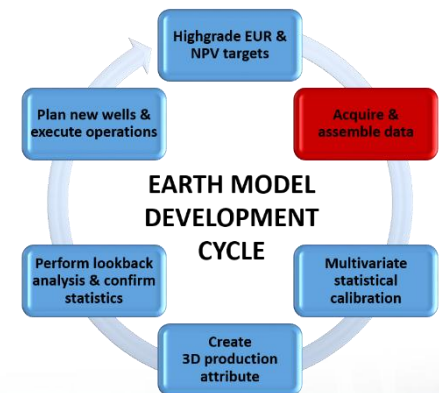 Highgrade EUR &
NPV targets
Plan new wells &
execute operations
Acquire &
assemble data
EARTH MODEL
DEVELOPMENT
CYCLE
Perform lookback
analysis & confirm
statistics
Multivariate
statistical
calibration
Create
3D production
attribute